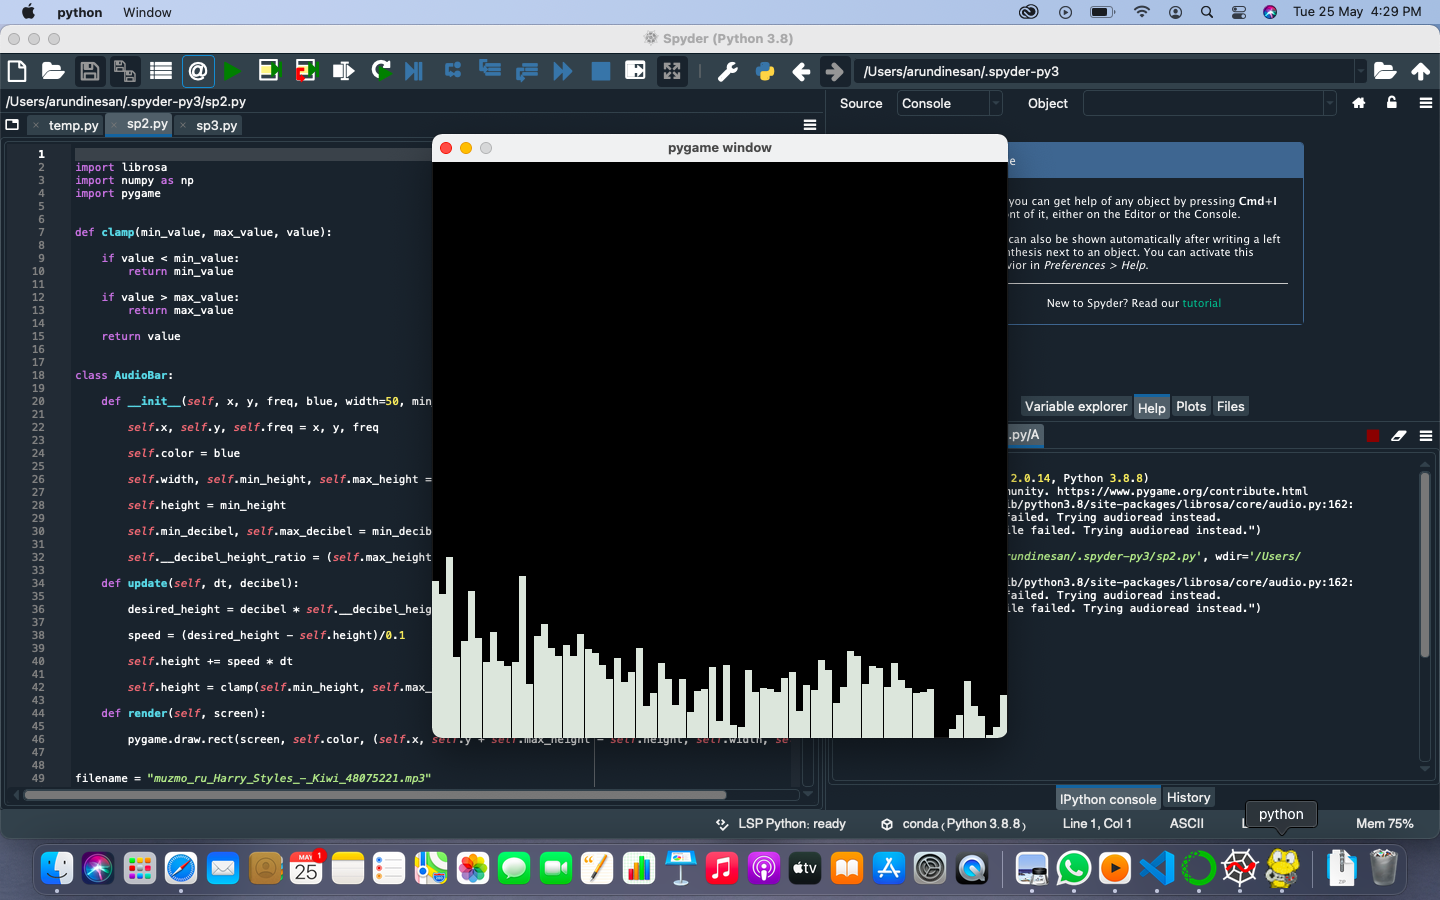 python Window Tue 25 May 4:29 PM
Spyder (Python 3.8)
/Users/arundinesan/.spyder-py3
/Users/arundinesan/.spyder-py3/sp2.py
Source Console Object
temp.py sp2.py sp3.py
pygame window
1
2 import librosa
3 import numpy as np
4 import pygame
5
6
7 def clamp(min_value, max_value, value):
8
9 if value < min_value:
10 return min_value
11
12 if value > max_value:
13 return max_value
14
15 return value
16
17
18 class AudioBar:
19
20 def __init__(self, x, y, freq, blue, width=50, min_
21
22 self.x, self.y, self.freq = x, y, freq
23
24 self.color = blue
25
26 self.width, self.min_height, self.max_height =
27
28 self.height = min_height
29
30 self.min_decibel, self.max_decibel = min_decib
31
32 self.__decibel_height_ratio = (self.max_height
33
34 def update(self, dt, decibel):
35
36 desired_height = decibel * self.__decibel_heig
37
38 speed = (desired_height - self.height)/0.1
39
40 self.height += speed * dt
41
42 self.height = clamp(self.min_height, self.max_
43
44 def render(self, screen):
45
46 pygame.draw.rect(screen, self.color, (self.x, self.y + self.max_height - self.height, self.width, se
47
48
49 filename = "muzmo_ru_Harry_Styles_-_Kiwi_48075221.mp3"
e
you can get help of any object by pressing Cmd+I
nt of it, either on the Editor or the Console.
can also be shown automatically after writing a left
nthesis next to an object. You can activate this
vior in Preferences > Help.
New to Spyder? Read our tutorial
Variable explorer Help Plots Files
.py/A
2.0.14, Python 3.8.8)
unity. https://www.pygame.org/contribute.html
ib/python3.8/site-packages/librosa/core/audio.py:162:
failed. Trying audioread instead.
le failed. Trying audioread instead.")
rundinesan/.spyder-py3/sp2.py', wdir='/Users/
ib/python3.8/site-packages/librosa/core/audio.py:162:
failed. Trying audioread instead.
le failed. Trying audioread instead.")
IPython console History
LSP Python: ready conda (Python 3.8.8) Line 1, Col 1 ASCII L Mem 75%
python
MAY
25
1
tv
ZIP